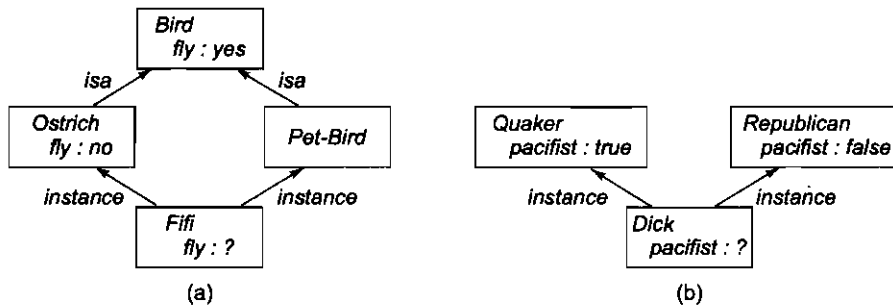 Bird
fly : yes
isa
isa
Ostrich
fly : no
Pet-Bird
instance
instance
Fifi
fly : ?
(a)
Quaker
pacifist : true
Republican
pacifist : false
instance
instance
Dick
pacifist : ?
(b)